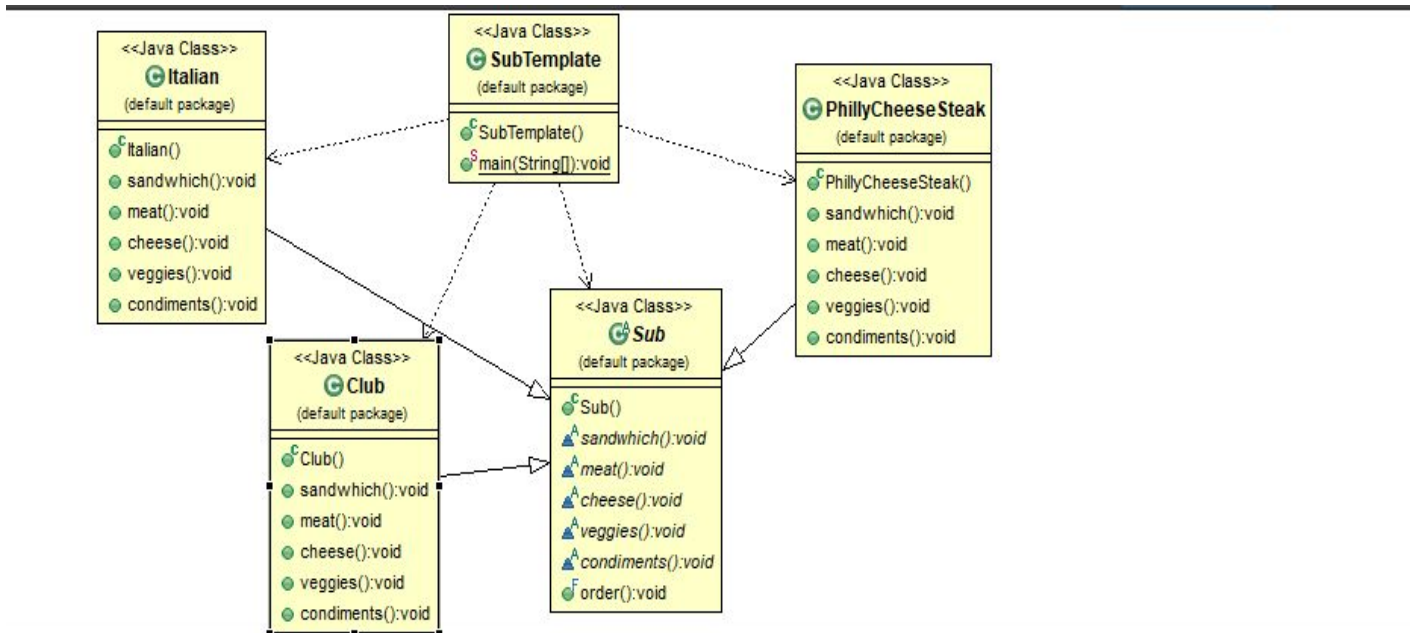 <<Java Class>>
Italian
(default package)
Italian()
sandwhich():void
meat():void
cheese():void
veggies():void
condiments():void
<<Java Class>>
SubTemplate
(default package)
SubTemplate()
main(String[]):void
<<Java Class>>
PhillyCheeseSteak
(default package)
PhillyCheeseSteak()
sandwhich():void
meat():void
cheese():void
veggies():void
condiments():void
<<Java Class>>
Club
(default package)
Club()
sandwhich():void
meat():void
cheese():void
veggies():void
condiments():void
<<Java Class>>
Sub
(default package)
Sub()
sandwhich():void
meat():void
cheese():void
veggies():void
condiments():void
order():void